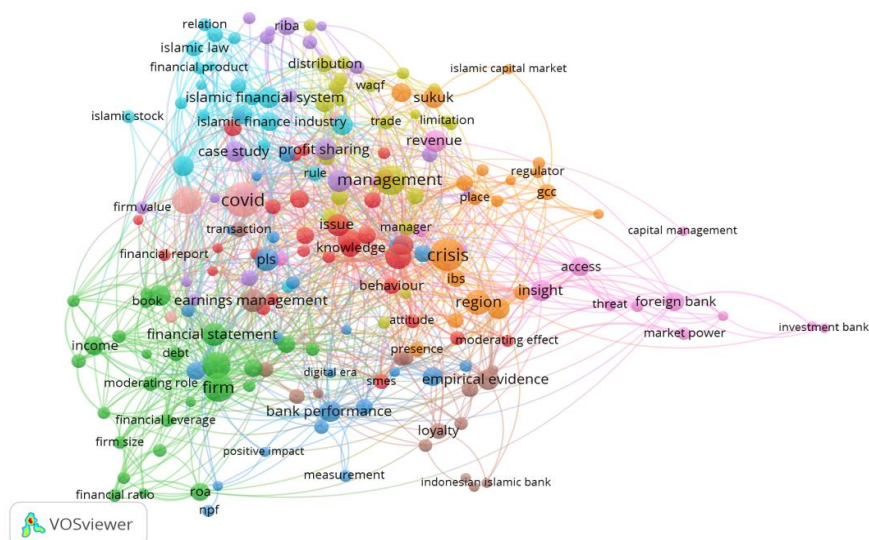 relation
riba
islamic law
distribution
financial product
islamic capital market
waqf
islamic financial system
sukuk
islamic stock
islamic finance industry
trade
limitation
revenue
case study
profit sharing
rule
regulator
management
gcc
place
covid
firm value
issue
manager
transaction
capital management
knowledge
financial report
crisis
pls
access
ibs
behaviour
insight
book
earnings management
region
threat
foreign bank
attitude
investment bank
financial statement
market power
moderating effect
income
presence
debt
digital era
smes
empirical evidence
moderating role
firm
bank performance
financial leverage
loyalty
firm size
positive impact
measurement
indonesian islamic bank
financial ratio
roa
npf
VOSviewer